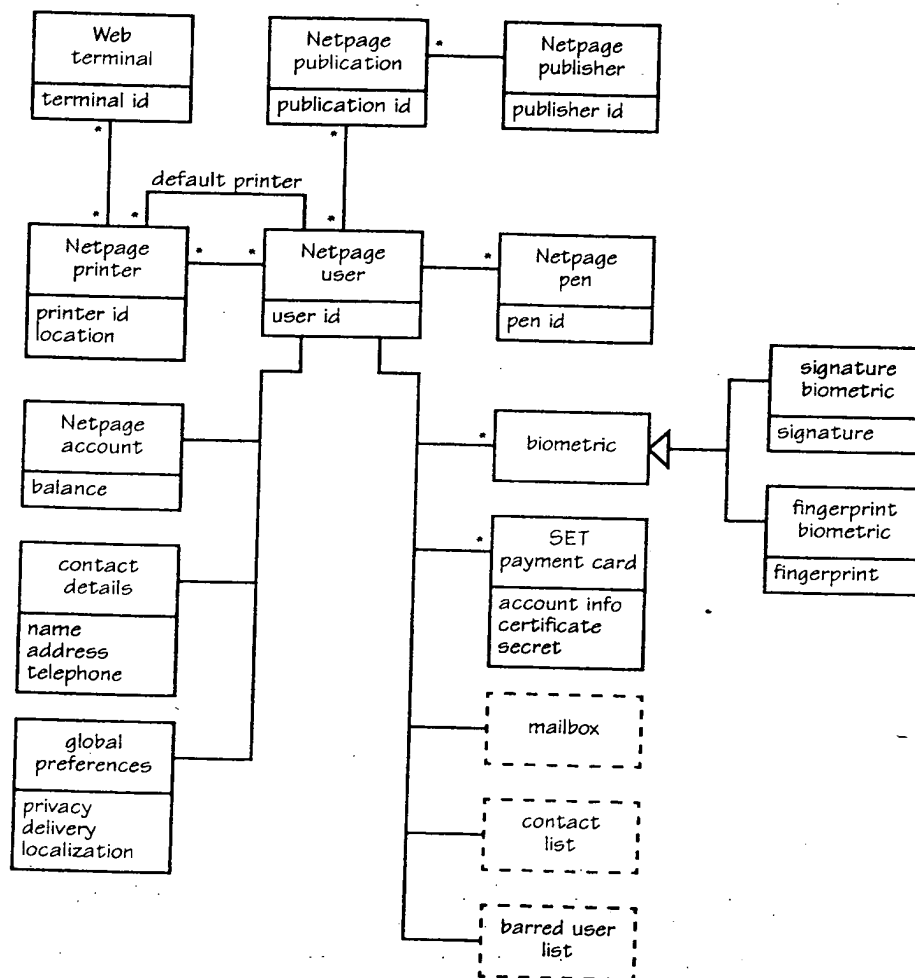 Web
terminal
terminal id
Netpage
publication
publication id
Netpage
publisher
publisher id
*
*
*
default printer
*
*
*
Netpage
printer
printer id
location
*
*
Netpage
user
user id
*
Netpage
pen
pen id
Netpage
account
balance
*
biometric
signature
biometric
signature
fingerprint
biometric
fingerprint
contact
details
name
address
telephone
*
SET
payment card
account info
certificate
secret
global
preferences
privacy
delivery
localization
mailbox
contact
list
barred user
list